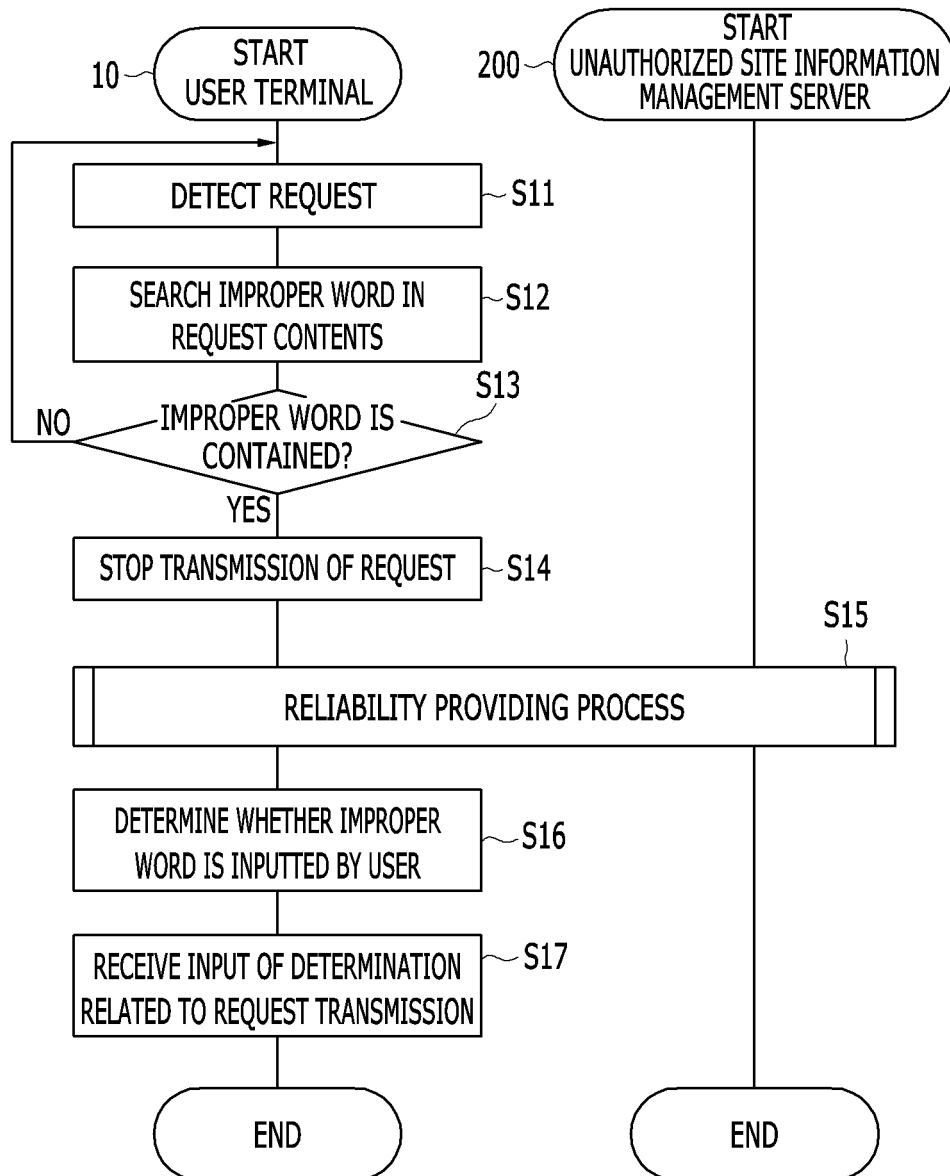 START
USER TERMINAL
10
START
UNAUTHORIZED SITE INFORMATION
MANAGEMENT SERVER
200
DETECT REQUEST
S11
SEARCH IMPROPER WORD IN
REQUEST CONTENTS
S12
IMPROPER WORD IS
CONTAINED?
S13
NO
YES
STOP TRANSMISSION OF REQUEST
S14
S15
RELIABILITY PROVIDING PROCESS
DETERMINE WHETHER IMPROPER
WORD IS INPUTTED BY USER
S16
RECEIVE INPUT OF DETERMINATION
RELATED TO REQUEST TRANSMISSION
S17
END
END